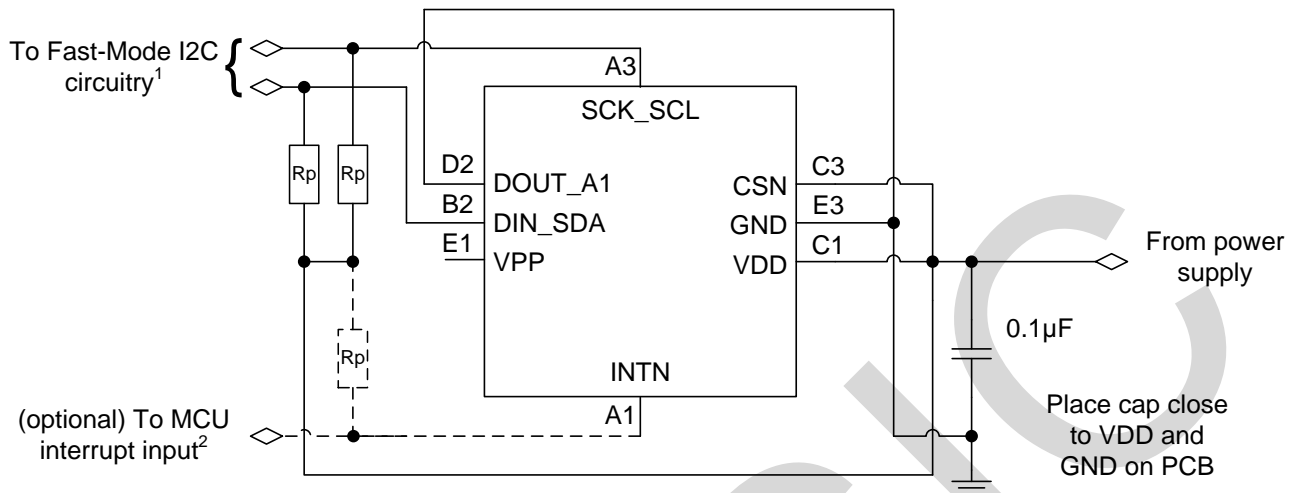 To Fast-Mode I2C
circuitry1
{
A3
SCK_SCL
Rp
Rp
D2
DOUT_A1
B2
DIN_SDA
E1
VPP
C3
CSN
E3
GND
C1
VDD
From power
supply
Rp
0.1µF
INTN
A1
(optional) To MCU
interrupt input2
Place cap close
to VDD and
GND on PCB